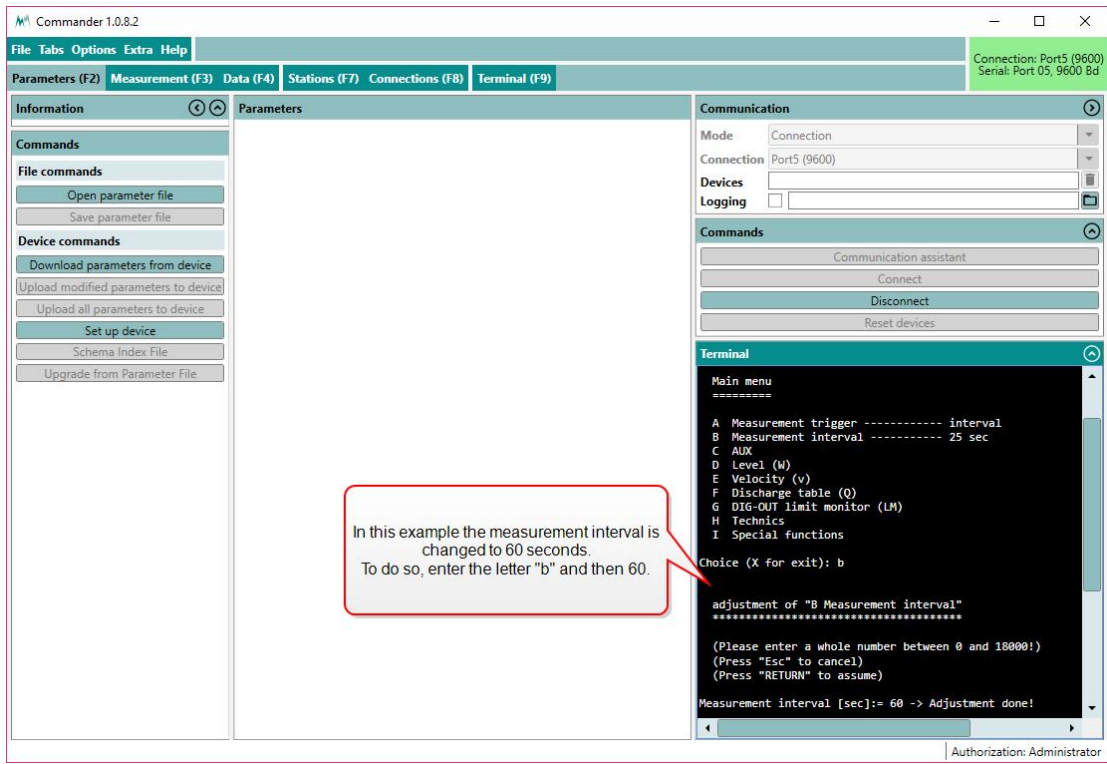 Commander 1.0.8.2
File Tabs Options Extra Help
Connection: Port5 (9600)
Serial: Port 05, 9600 Bd
Parameters (F2) Measurement (F3) Data (F4) Stations (F7) Connections (F8) Terminal (F9)
Information
Commands
File commands
Open parameter file
Save parameter file
Device commands
Download parameters from device
Upload modified parameters to device
Upload all parameters to device
Set up device
Schema Index File
Upgrade from Parameter File
Parameters
In this example the measurement interval is
changed to 60 seconds.
To do so, enter the letter "b" and then 60.
Communication
Mode Connection
Connection Port5 (9600)
Devices
Logging
Commands
Communication assistant
Connect
Disconnect
Reset devices
Terminal
Main menu
=========
A Measurement trigger ------------ interval
B Measurement interval ----------- 25 sec
C AUX
D Level (W)
E Velocity (v)
F Discharge table (Q)
G DIG-OUT limit monitor (LM)
H Technics
I Special functions
Choice (X for exit): b
adjustment of "B Measurement interval"
**************************************
(Please enter a whole number between 0 and 18000!)
(Press "Esc" to cancel)
(Press "RETURN" to assume)
Measurement interval [sec]:= 60 -> Adjustment done!
Authorization: Administrator